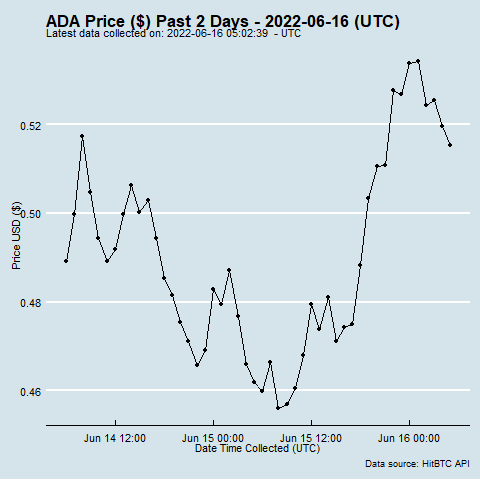 ADA Price ($) Past 2 Days - 2022-06-16 (UTC)
Latest data collected on: 2022-06-16 05:02:39  - UTC
Price USD ($)
0.52
0.50
0.48
0.46
Jun 14 12:00
Jun 15 00:00
Jun 15 12:00
Jun 16 00:00
Date Time Collected (UTC)
Data source: HitBTC API